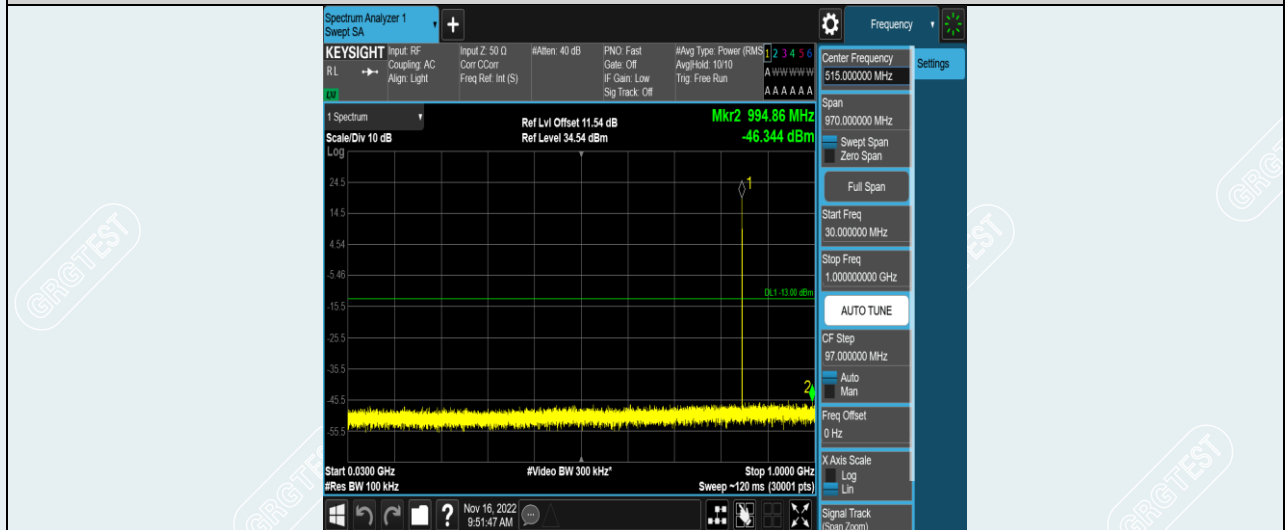 Spectrum Analyzer 1
Swept SA
Frequency
KEYSIGHT
RL
Input: RF
Coupling: AC
Align: Light
Input Z: 50 Ω
Corr CCorr
Freq Ref: Int (S)
#Atten: 40 dB
PNO: Fast
Gate: Off
IF Gain: Low
Sig Track: Off
#Avg Type: Power (RMS
Avg|Hold: 10/10
Trig: Free Run
1 2 3 4 5 6
A W W W W W
A A A A A A
Center Frequency
515.000000 MHz
Settings
1 Spectrum
Scale/Div 10 dB
Ref Lvl Offset 11.54 dB
Ref Level 34.54 dBm
Mkr2 994.86 MHz
-46.344 dBm
Span
970.000000 MHz
Swept Span
Zero Span
Full Span
Start Freq
30.000000 MHz
Stop Freq
1.000000000 GHz
AUTO TUNE
CF Step
97.000000 MHz
Auto
Man
Freq Offset
0 Hz
X Axis Scale
Log
Lin
Signal Track
(Span Zoom)
Log
24.5
14.5
4.54
-5.46
-15.5
-25.5
-35.5
-45.5
-55.5
1
DL1 -13.00 dBm
2
Start 0.0300 GHz
#Res BW 100 kHz
#Video BW 300 kHz*
Stop 1.0000 GHz
Sweep ~120 ms (30001 pts)
Nov 16, 2022
9:51:47 AM
GRGTEST
GRGTEST